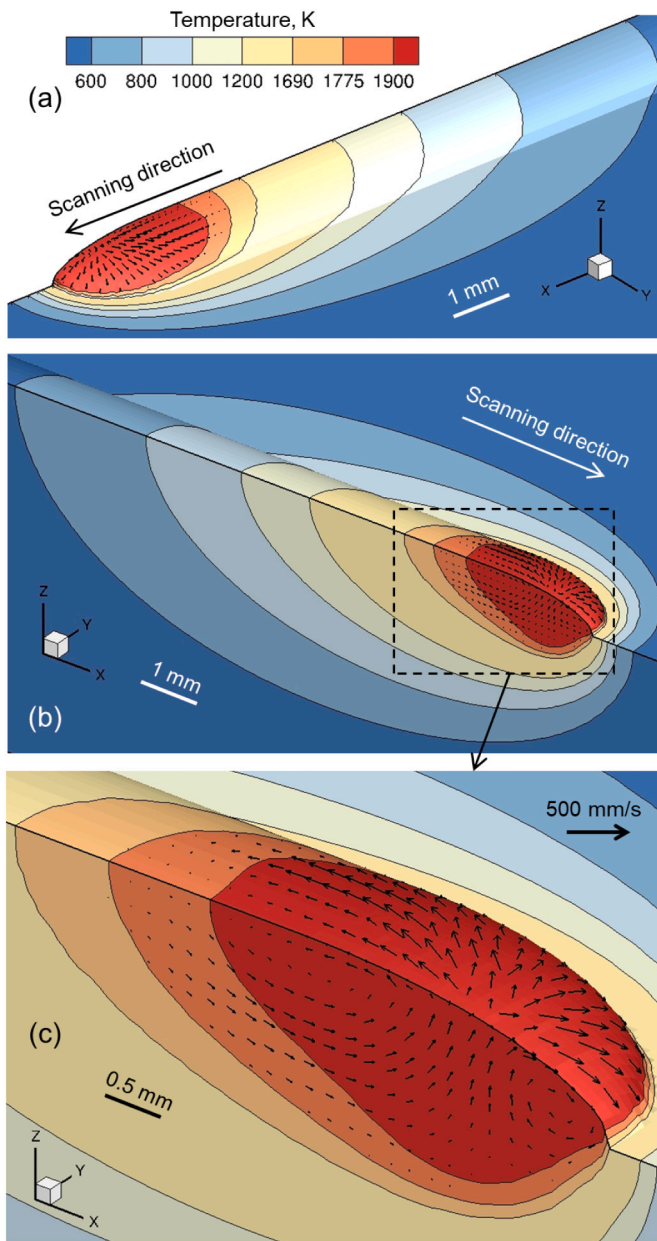 Temperature, K
600 800 1000 1200 1690 1775 1900
(a)
Scanning direction
Z
X
Y
1 mm
Scanning direction
Z
Y
X
1 mm
(b)
500 mm/s
(c)
0.5 mm
Z
Y
X